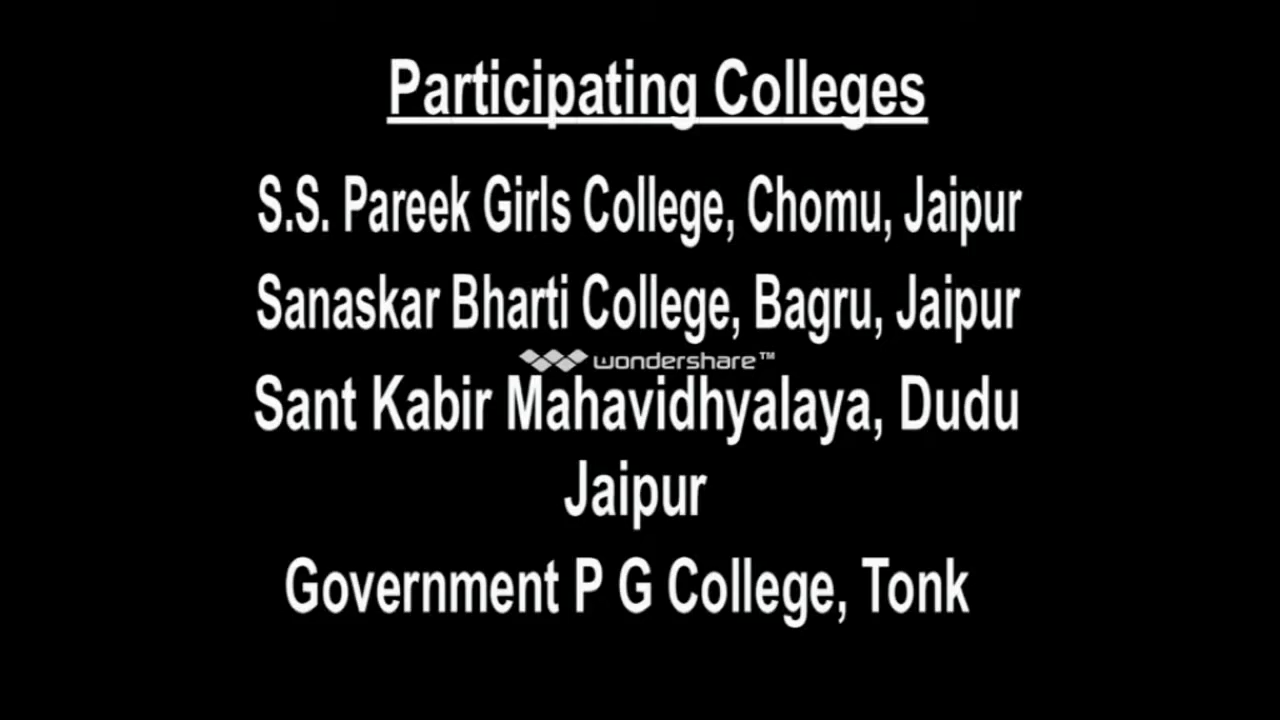 Participating Colleges
S.S. Pareek Girls College, Chomu, Jaipur
Sanaskar Bharti College, Bagru, Jaipur
wondershare™
Sant Kabir Mahavidhyalaya, Dudu
Jaipur
Government P G College, Tonk